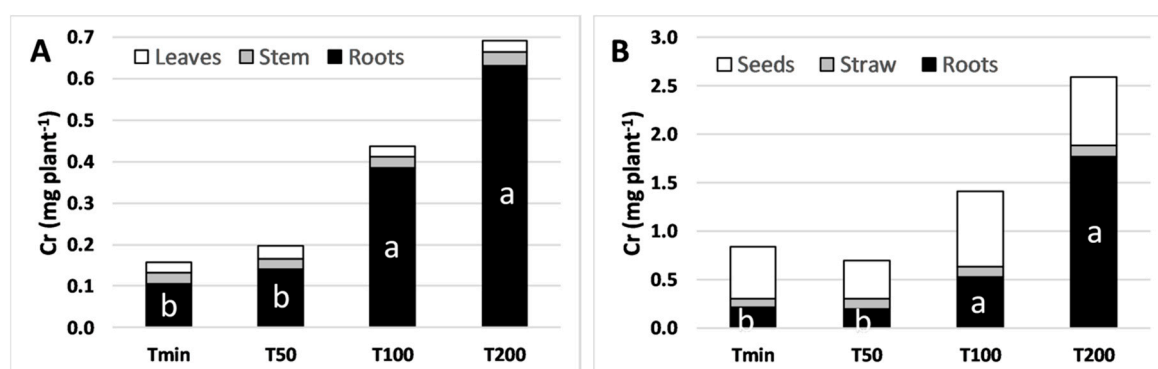 A
Leaves Stem Roots
Cr (mg plant-1)
0.7
0.6
0.5
0.4
0.3
0.2
0.1
0.0
b
b
a
a
Tmin T50 T100 T200
B
Seeds Straw Roots
Cr (mg plant-1)
3.0
2.5
2.0
1.5
1.0
0.5
0.0
b
b
a
a
Tmin T50 T100 T200